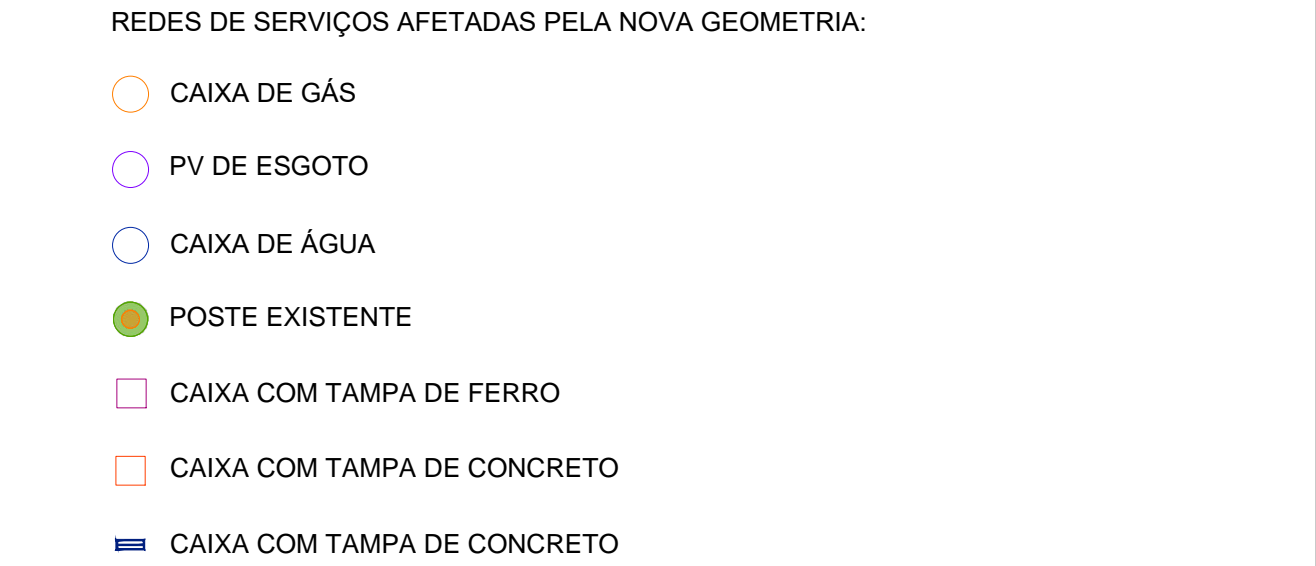 REDES DE SERVIÇOS AFETADAS PELA NOVA GEOMETRIA:
CAIXA DE GÁS
PV DE ESGOTO
CAIXA DE ÁGUA
POSTE EXISTENTE
CAIXA COM TAMPA DE FERRO
CAIXA COM TAMPA DE CONCRETO
CAIXA COM TAMPA DE CONCRETO